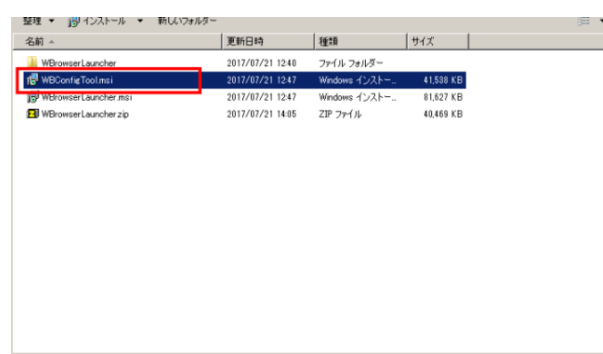 整理 ▼ インストール ▼ 新しいフォルダー
名前 更新日時 種類 サイズ
WBrowserLauncher 2017/07/21 12:40 ファイル フォルダー
WBConfigTool.msi 2017/07/21 12:47 Windows インストー... 41,538 KB
WBrowserLauncher.msi 2017/07/21 12:47 Windows インストー... 81,627 KB
WBrowserLauncher.zip 2017/07/21 14:05 ZIP ファイル 40,469 KB